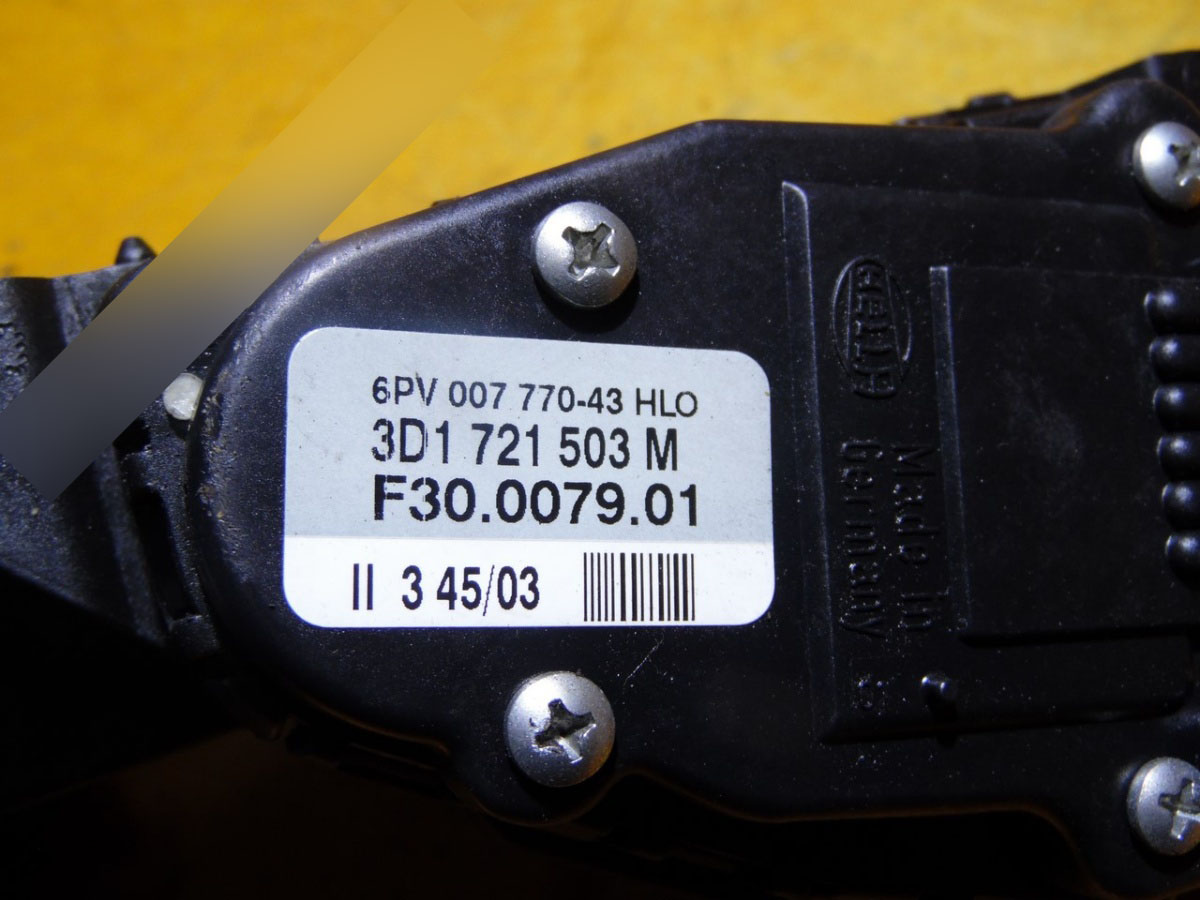 6PV 007 770-43 HLO
3D1 721 503 M
F30.0079.01
II 3 45/03
HELLA
Made in
Germany